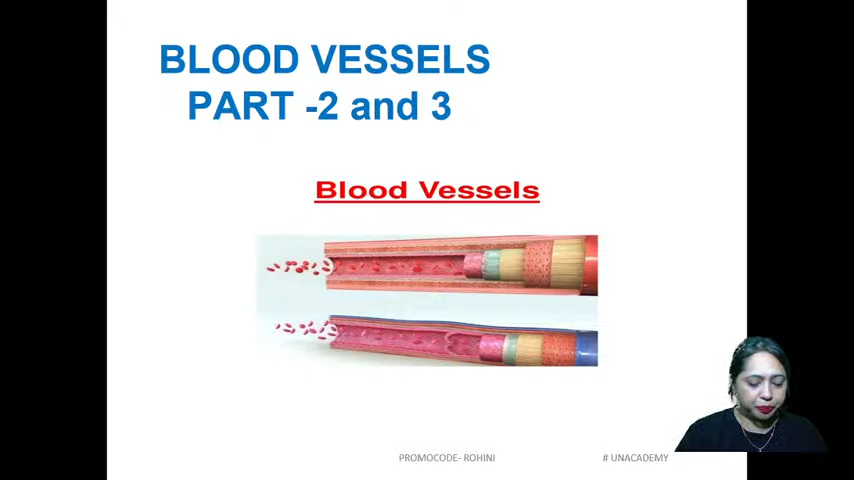 BLOOD VESSELS
PART -2 and 3
Blood Vessels
PROMOCODE- ROHINI
# UNACADEMY